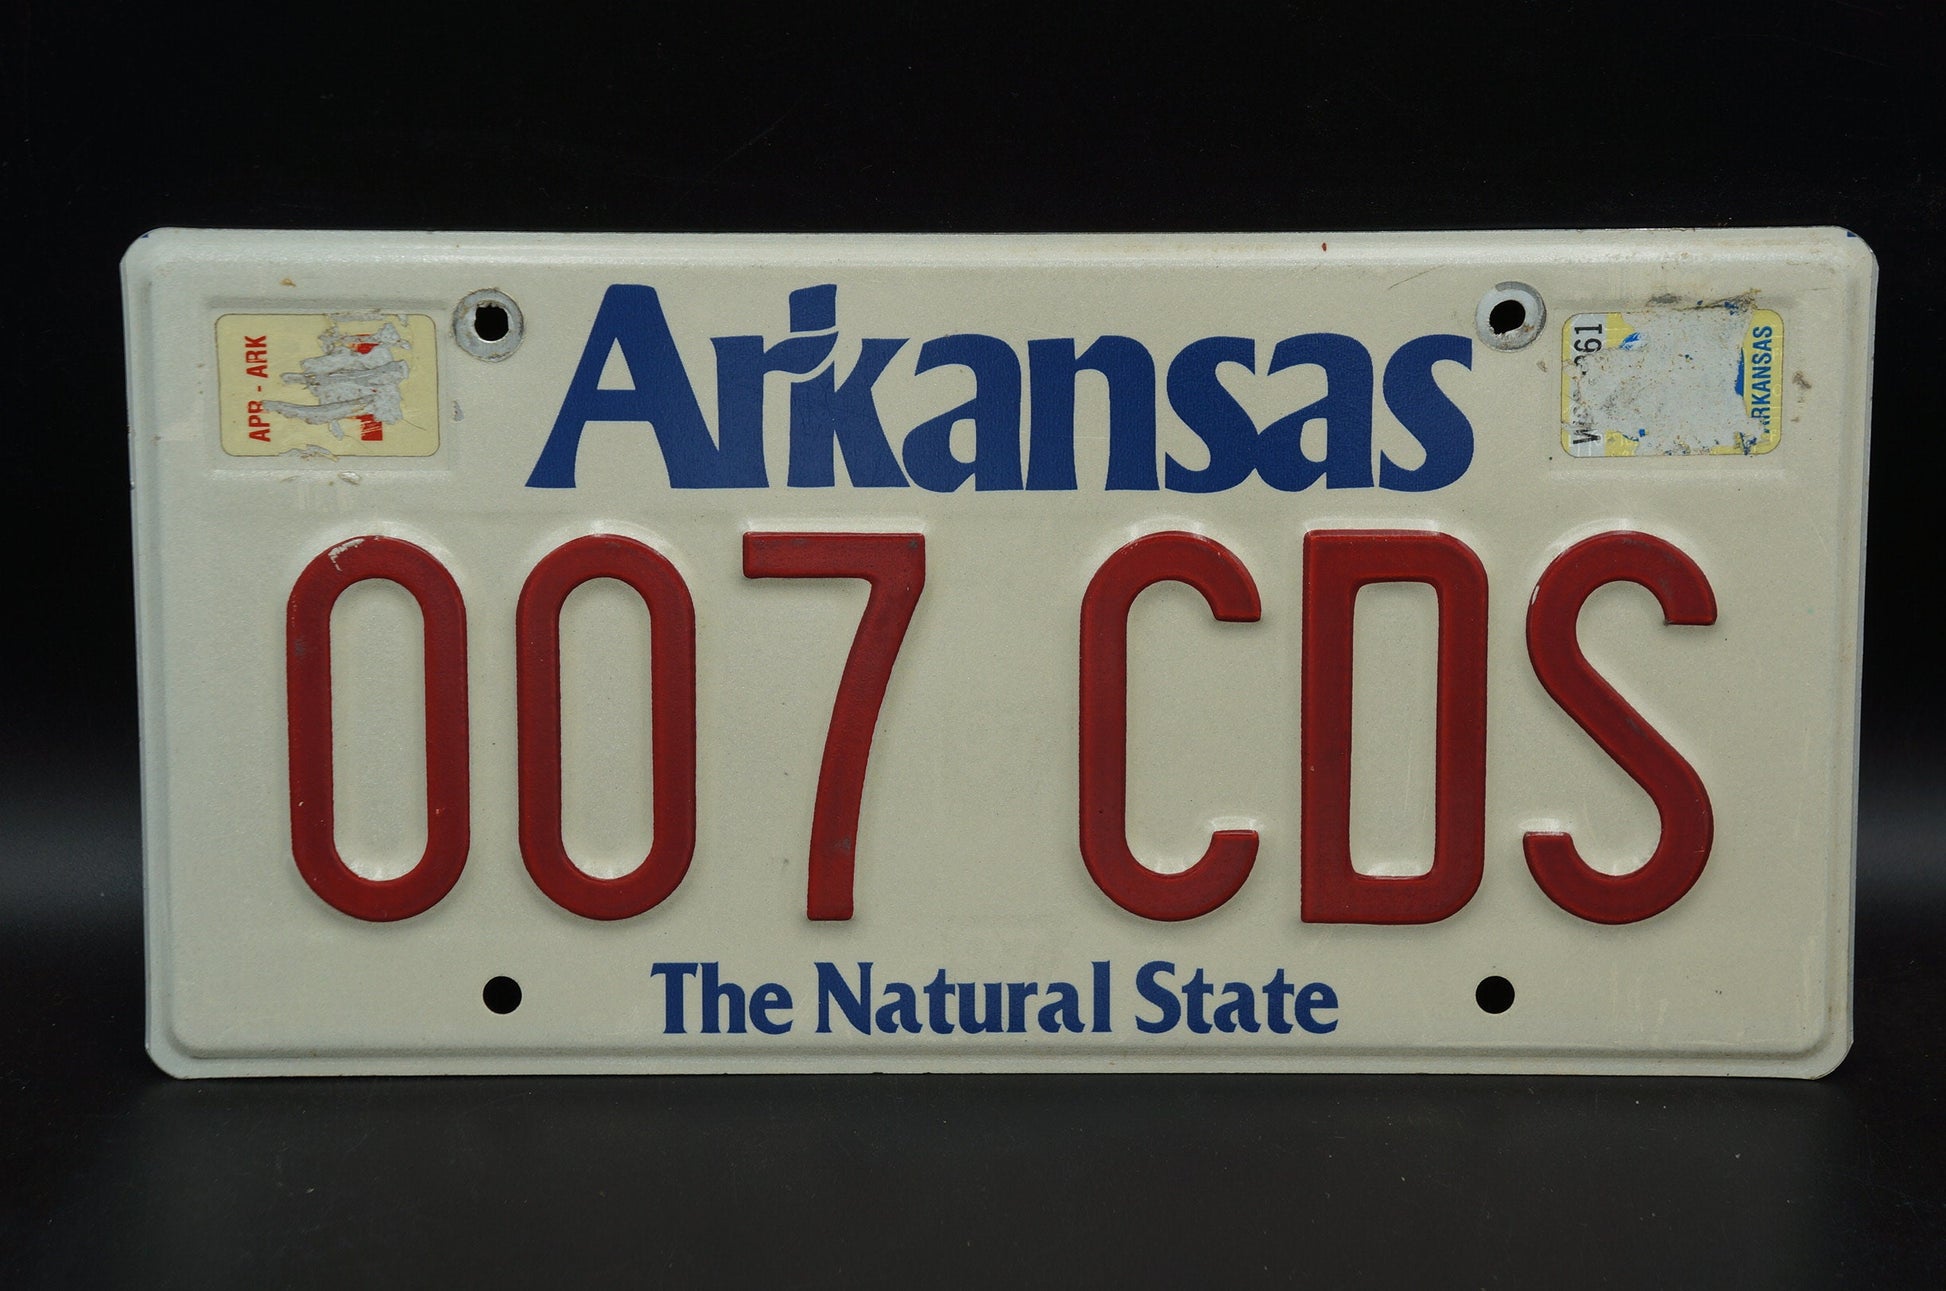 APR - ARK
Arkansas
ARKANSAS
007 CDS
The Natural State